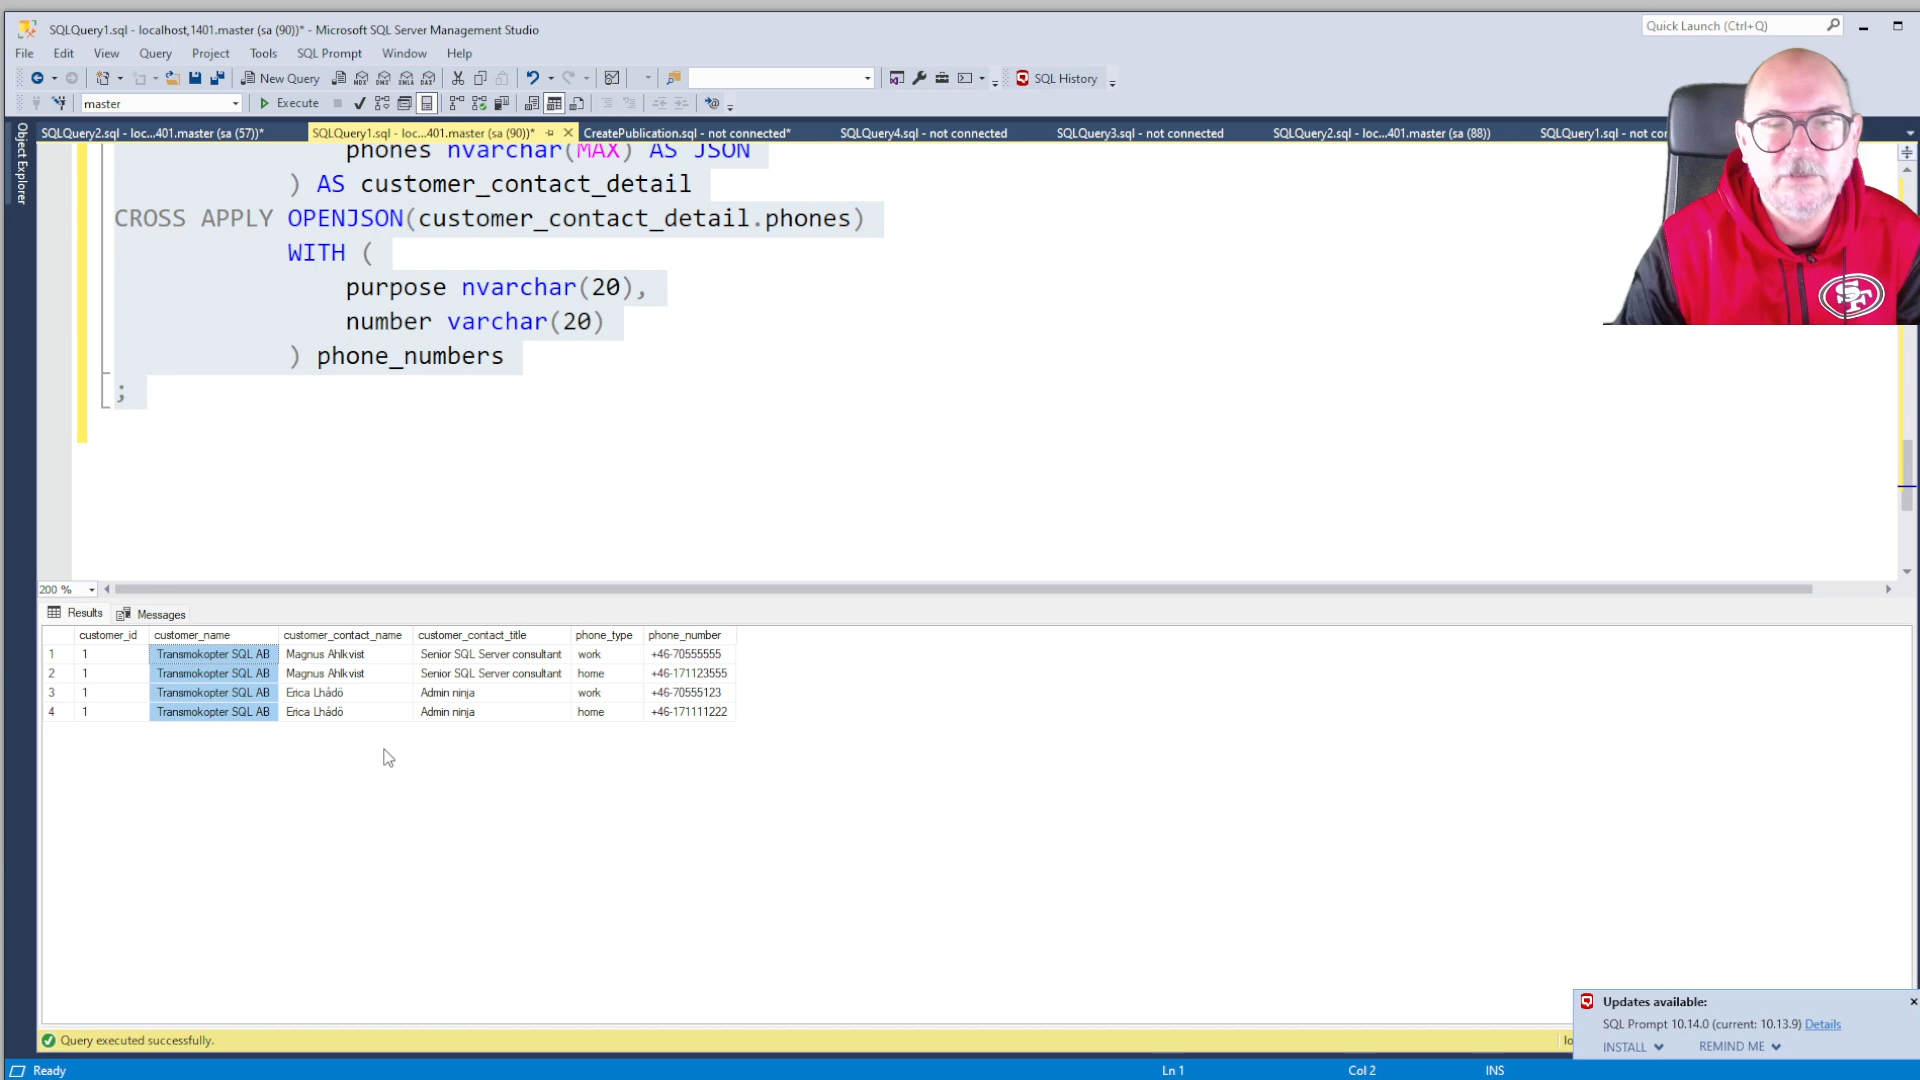 SQLQuery1.sql - localhost,1401.master (sa (90))* - Microsoft SQL Server Management Studio
Quick Launch (Ctrl+Q)
File Edit View Query Project Tools SQL Prompt Window Help
New Query
SQL History
master
Execute
Object Explorer
SQLQuery2.sql - loc...401.master (sa (57))*
SQLQuery1.sql - loc...401.master (sa (90))*
CreatePublication.sql - not connected*
SQLQuery4.sql - not connected
SQLQuery3.sql - not connected
SQLQuery2.sql - loc...401.master (sa (88))
SQLQuery1.sql - not cor
phones nvarchar(MAX) AS JSON
) AS customer_contact_detail
CROSS APPLY OPENJSON(customer_contact_detail.phones)
WITH (
purpose nvarchar(20),
number varchar(20)
) phone_numbers
;
200 %
Results Messages
customer_id customer_name customer_contact_name customer_contact_title phone_type phone_number
1 1 Transmokopter SQL AB Magnus Ahlkvist Senior SQL Server consultant work +46-70555555
2 1 Transmokopter SQL AB Magnus Ahlkvist Senior SQL Server consultant home +46-171123555
3 1 Transmokopter SQL AB Erica Lhådö Admin ninja work +46-70555123
4 1 Transmokopter SQL AB Erica Lhådö Admin ninja home +46-171111222
Updates available:
SQL Prompt 10.14.0 (current: 10.13.9) Details
INSTALL REMIND ME
Query executed successfully.
lo
Ready Ln 1 Col 2 INS
SF